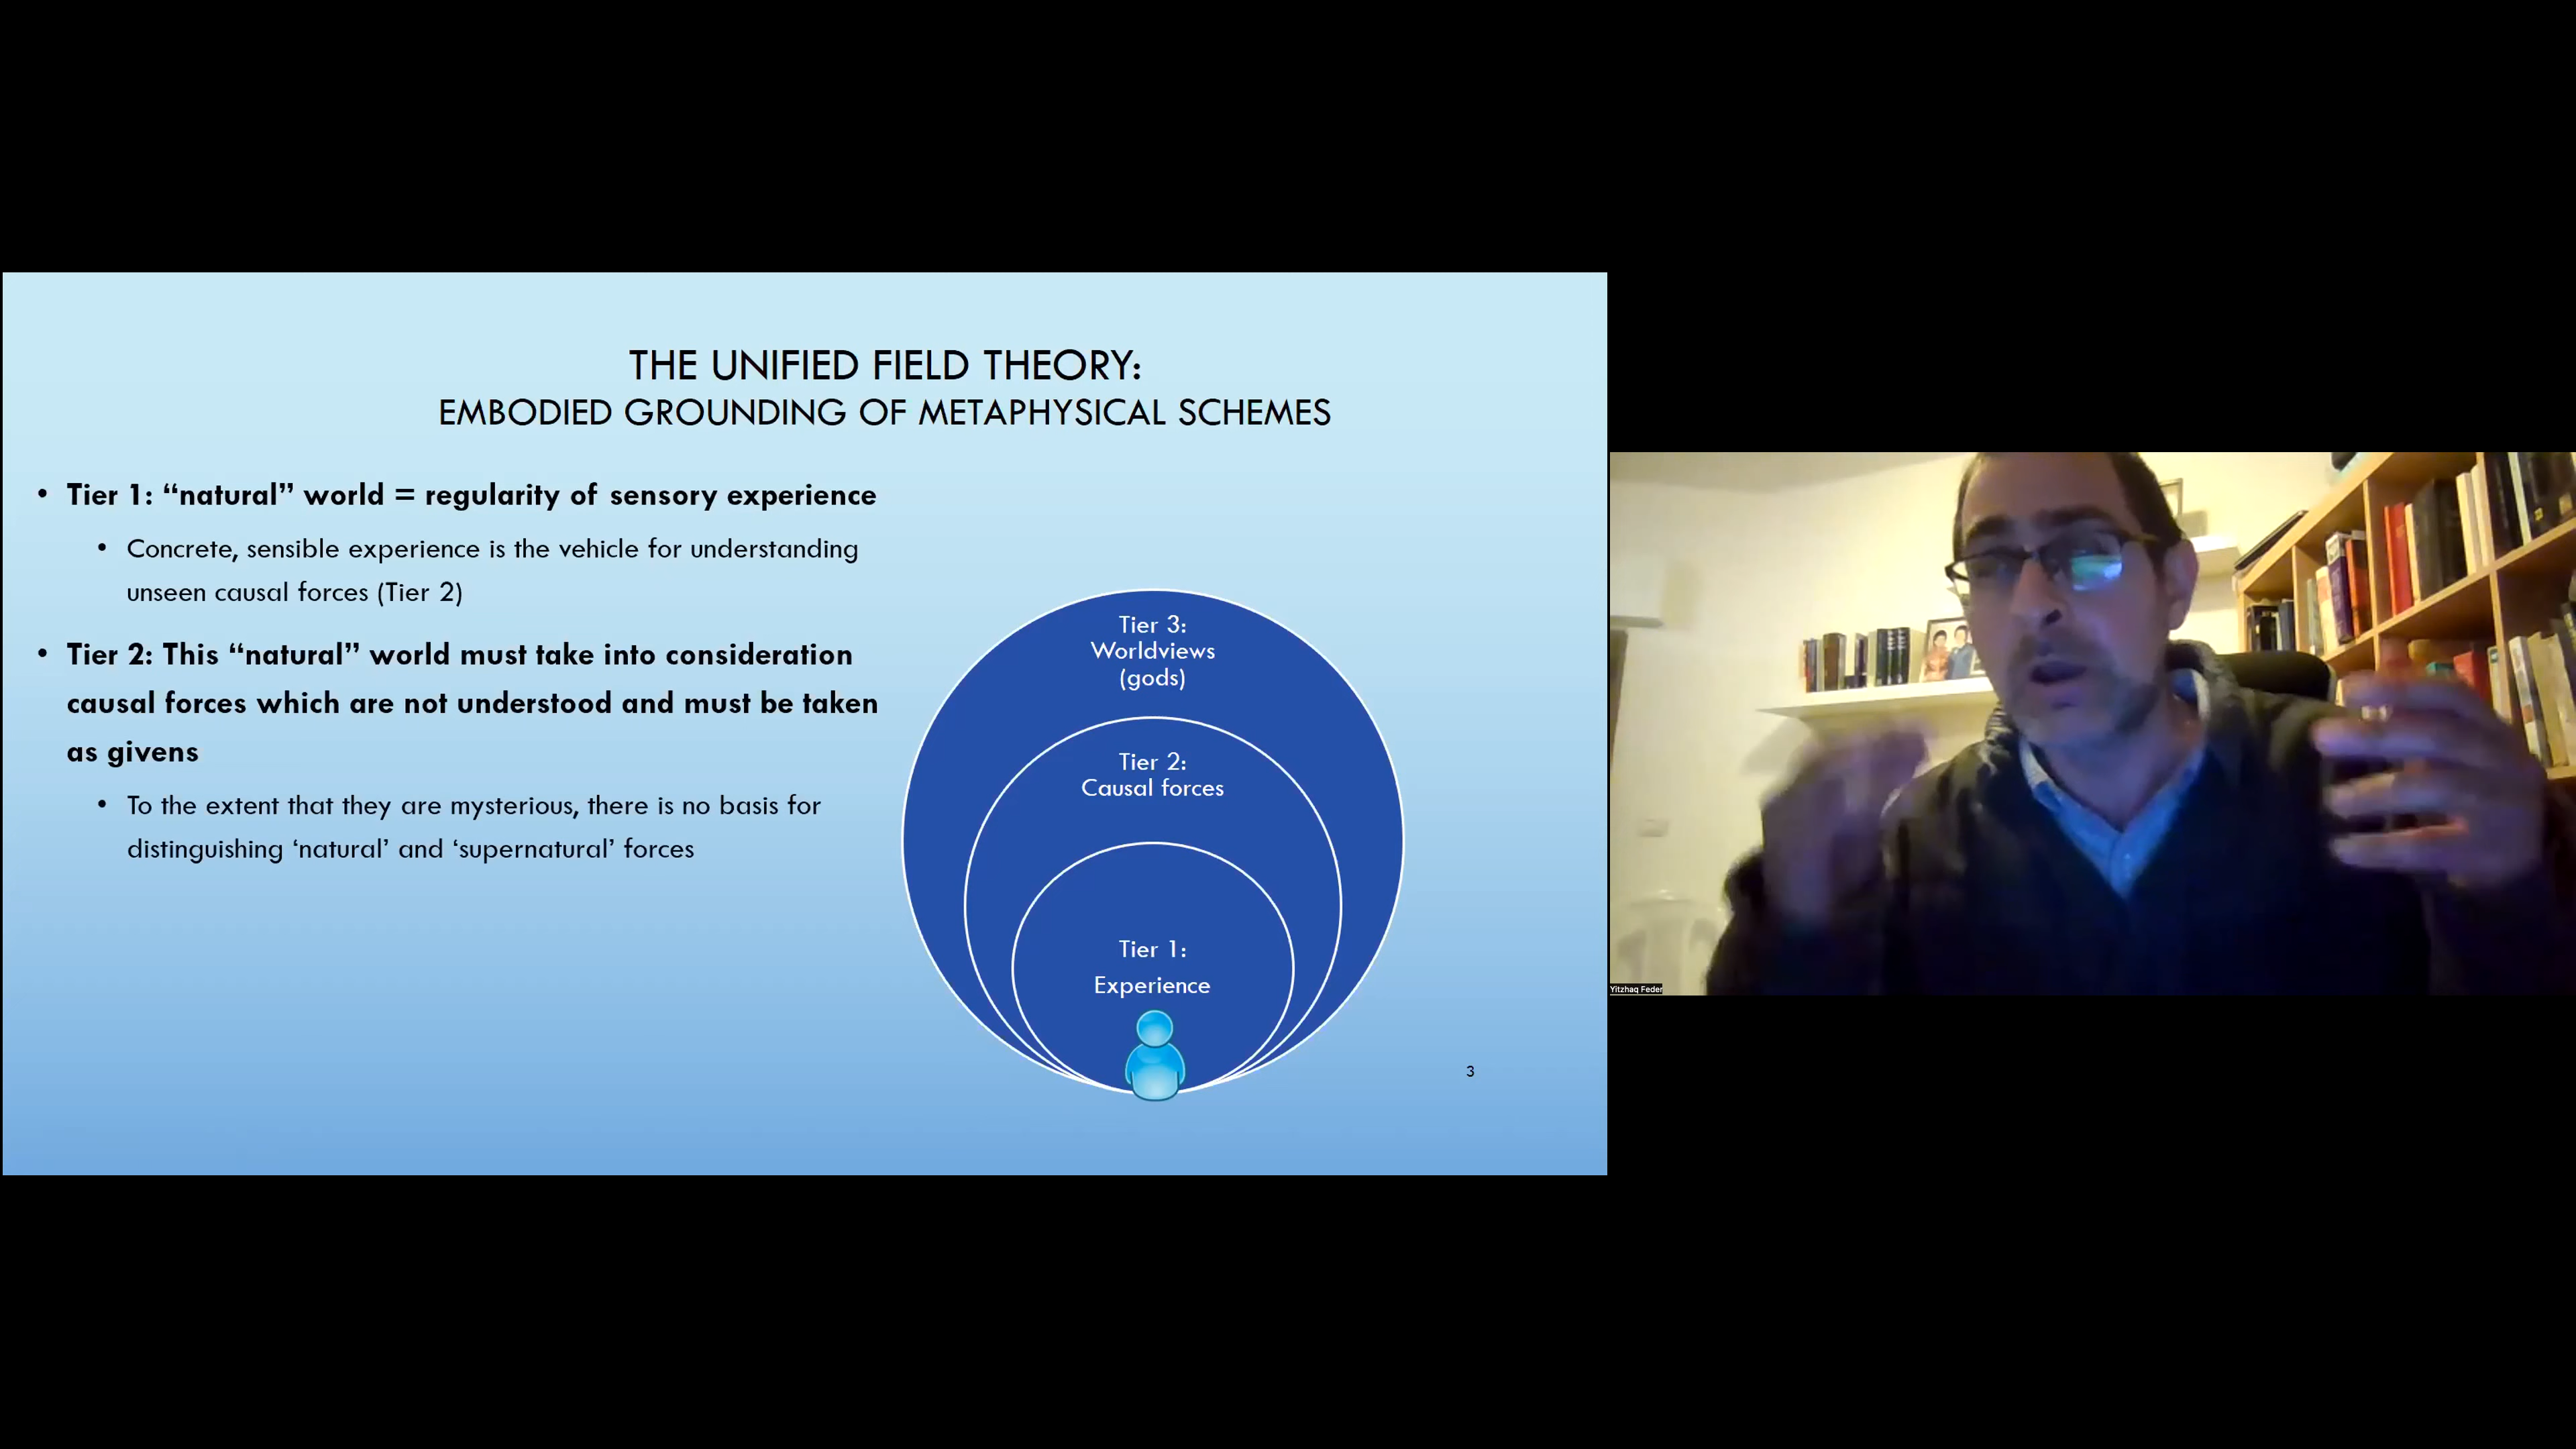 THE UNIFIED FIELD THEORY:
EMBODIED GROUNDING OF METAPHYSICAL SCHEMES
• Tier 1: “natural” world = regularity of sensory experience
• Concrete, sensible experience is the vehicle for understanding
unseen causal forces (Tier 2)
• Tier 2: This “natural” world must take into consideration
causal forces which are not understood and must be taken
as givens
• To the extent that they are mysterious, there is no basis for
distinguishing ‘natural’ and ‘supernatural’ forces
Tier 3:
Worldviews
(gods)
Tier 2:
Causal forces
Tier 1:
Experience
3
Yitzhaq Feder